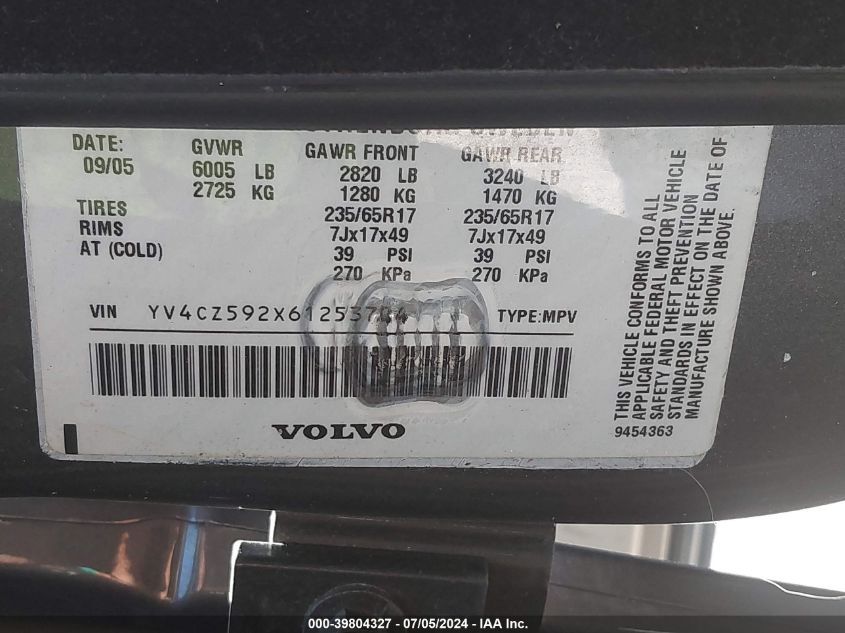 SWEDEN
DATE: GVWR GAWR FRONT GAWR REAR
09/05 6005 LB 2820 LB 3240 LB
2725 KG 1280 KG 1470 KG
TIRES 235/65R17 235/65R17
RIMS 7Jx17x49 7Jx17x49
AT (COLD) 39 PSI 39 PSI
270 KPa 270 KPa
VIN YV4CZ592X61253704 TYPE:MPV
VOLVO
THIS VEHICLE CONFORMS TO ALL
APPLICABLE FEDERAL MOTOR VEHICLE
SAFETY AND THEFT PREVENTION
STANDARDS IN EFFECT ON THE DATE OF
MANUFACTURE SHOWN ABOVE.
9454363
000-39804327 - 07/05/2024 - IAA Inc.